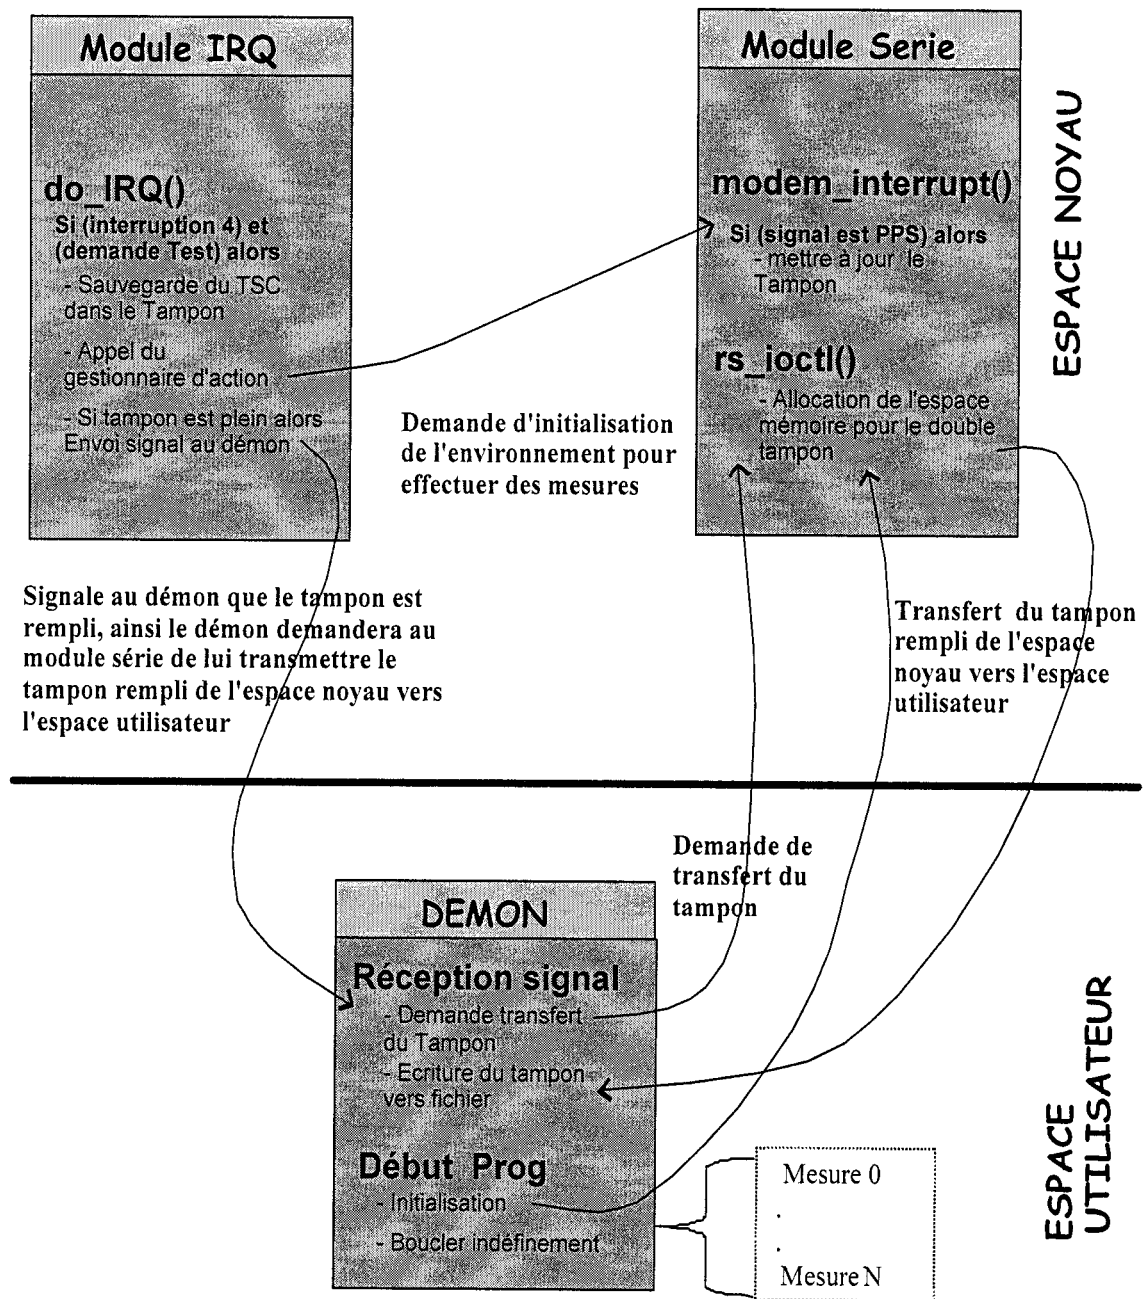 Module IRQ
do_IRQ()
Si (interruption 4) et
(demande Test) alors
- Sauvegarde du TSC
dans le Tampon
- Appel du
gestionnaire d'action
- Si tampon est plein alors
Envoi signal au démon
Module Serie
modem_interrupt()
Si (signal est PPS) alors
- mettre à jour le
Tampon
rs_ioctl()
- Allocation de l'espace
mémoire pour le double
tampon
ESPACE NOYAU
Demande d'initialisation
de l'environnement pour
effectuer des mesures
Signale au démon que le tampon est
rempli, ainsi le démon demandera au
module série de lui transmettre le
tampon rempli de l'espace noyau vers
l'espace utilisateur
Transfert du tampon
rempli de l'espace
noyau vers l'espace
utilisateur
Demande de
transfert du
tampon
DEMON
Réception signal
- Demande transfert
du Tampon
- Ecriture du tampon
vers fichier
Début Prog
- Initialisation
- Boucler indéfinement
Mesure 0
.
.
Mesure N
ESPACE
UTILISATEUR